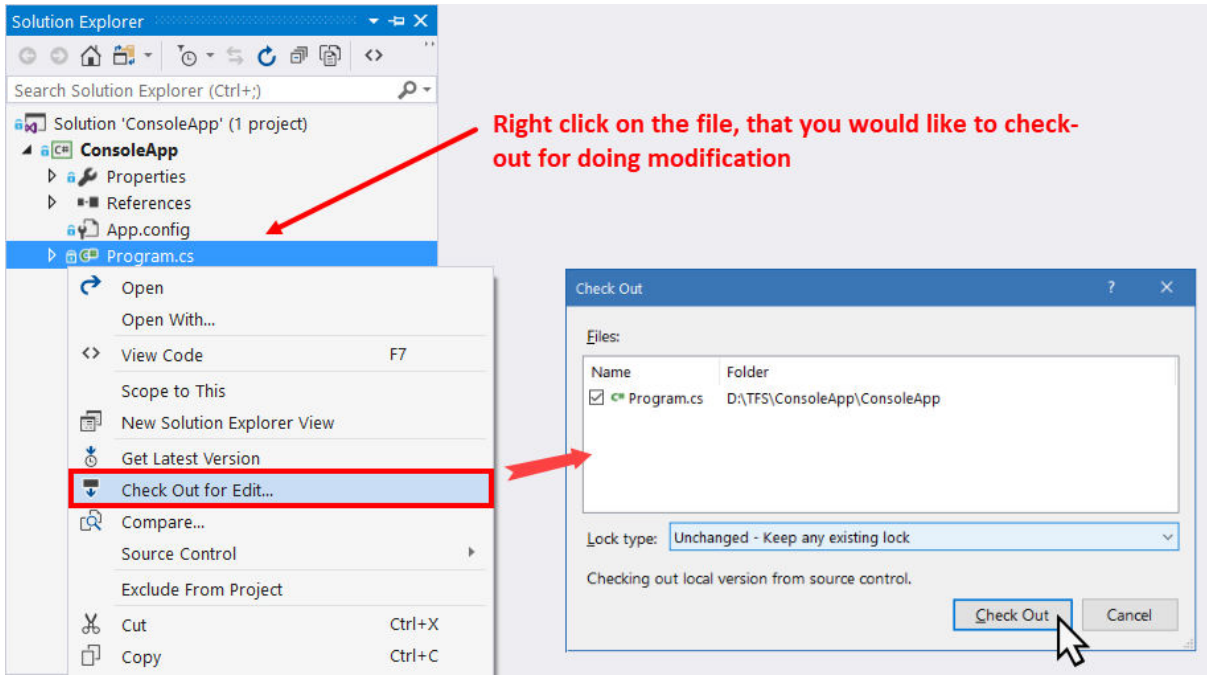 Solution Explorer
Search Solution Explorer (Ctrl+;)
Solution 'ConsoleApp' (1 project)
C# ConsoleApp
Properties
References
App.config
C# Program.cs
Right click on the file, that you would like to check-
out for doing modification
Open
Open With...
View Code F7
Scope to This
New Solution Explorer View
Get Latest Version
Check Out for Edit...
Compare...
Source Control
Exclude From Project
Cut Ctrl+X
Copy Ctrl+C
Check Out ?
Files:
Name Folder
C# Program.cs D:\TFS\ConsoleApp\ConsoleApp
Lock type: Unchanged - Keep any existing lock
Checking out local version from source control.
Check Out Cancel